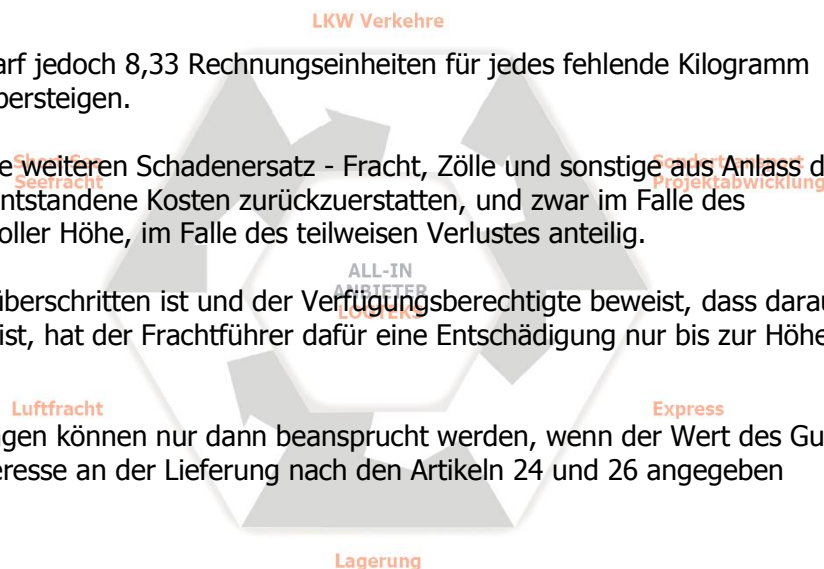 LKW Verkehre
arf jedoch 8,33 Rechnungseinheiten für jedes fehlende Kilogramm
bersteigen.
e weiteren Schadenersatz - Fracht, Zölle und sonstige aus Anlass d
Seefracht
Sondertransport
Projektabwicklung
ntstandene Kosten zurückzuerstatten, und zwar im Falle des
oller Höhe, im Falle des teilweisen Verlustes anteilig.
ALL-IN
ANBIETER
LOGTEKS
überschritten ist und der Verfügungsberechtigte beweist, dass darau
ist, hat der Frachtführer dafür eine Entschädigung nur bis zur Höhe
Luftfracht
Express
gen können nur dann beansprucht werden, wenn der Wert des Gu
eresse an der Lieferung nach den Artikeln 24 und 26 angegeben
Lagerung